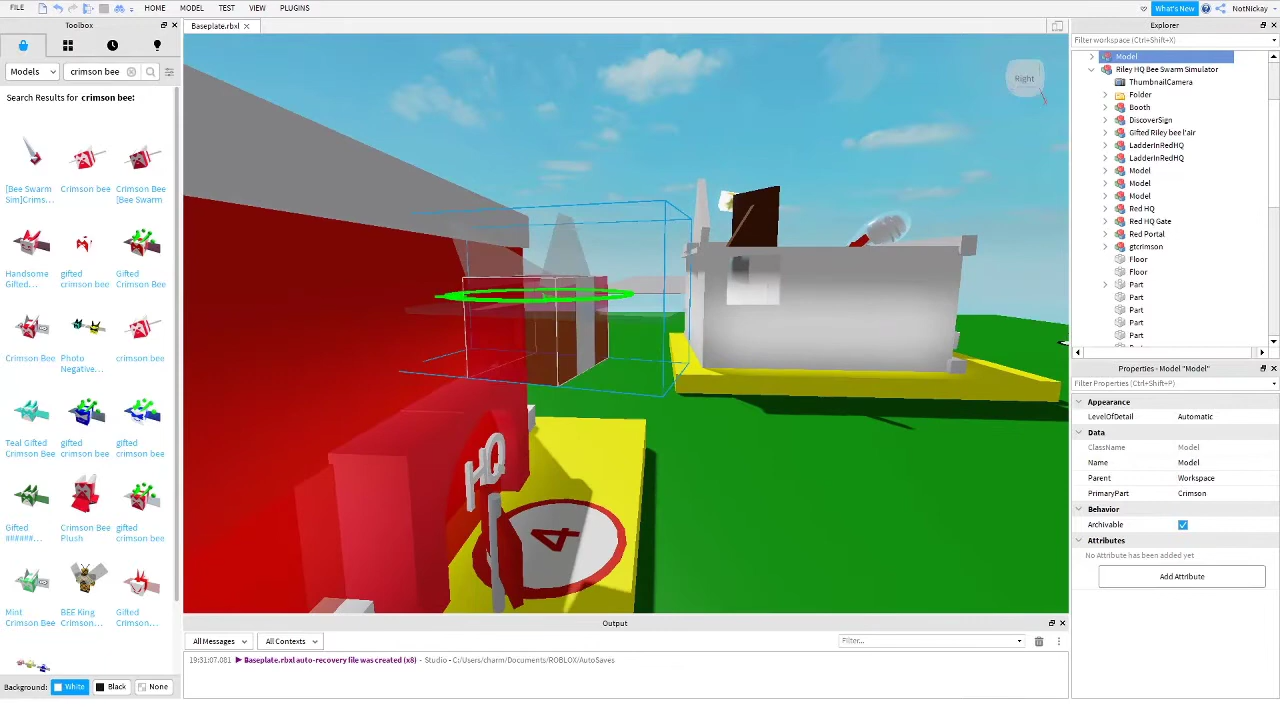 FILE HOME MODEL TEST VIEW PLUGINS What's New NotNickay
Toolbox
Baseplate.rbxl
Explorer
Models crimson bee
Filter workspace (Ctrl+Shift+X)
Search Results for crimson bee:
[Bee Swarm Sim]Crims... Crimson bee Crimson Bee [Bee Swarm
Handsome Gifted... gifted crimson bee Gifted Crimson Bee
Crimson Bee Photo Negative... crimson bee
Teal Gifted Crimson Bee gifted crimson bee gifted crimson bee
Gifted ######... Crimson Bee Plush gifted crimson bee
Mint Crimson Bee BEE King Crimson... Gifted Crimson...
Background: White Black None
Right
HQ
4
Model
Riley HQ Bee Swarm Simulator
ThumbnailCamera
Folder
Booth
DiscoverSign
Gifted Riley bee l'air
LadderInRedHQ
LadderInRedHQ
Model
Model
Model
Red HQ
Red HQ Gate
Red Portal
gtcrimson
Floor
Floor
Part
Part
Part
Part
Part
Properties - Model "Model"
Filter Properties (Ctrl+Shift+P)
Appearance
LevelOfDetail Automatic
Data
ClassName Model
Name Model
Parent Workspace
PrimaryPart Crimson
Behavior
Archivable
Attributes
No Attribute has been added yet
Add Attribute
Output
All Messages All Contexts Filter...
19:31:07.081 Baseplate.rbxl auto-recovery file was created (x8) - Studio - C:/Users/charm/Documents/ROBLOX/AutoSaves